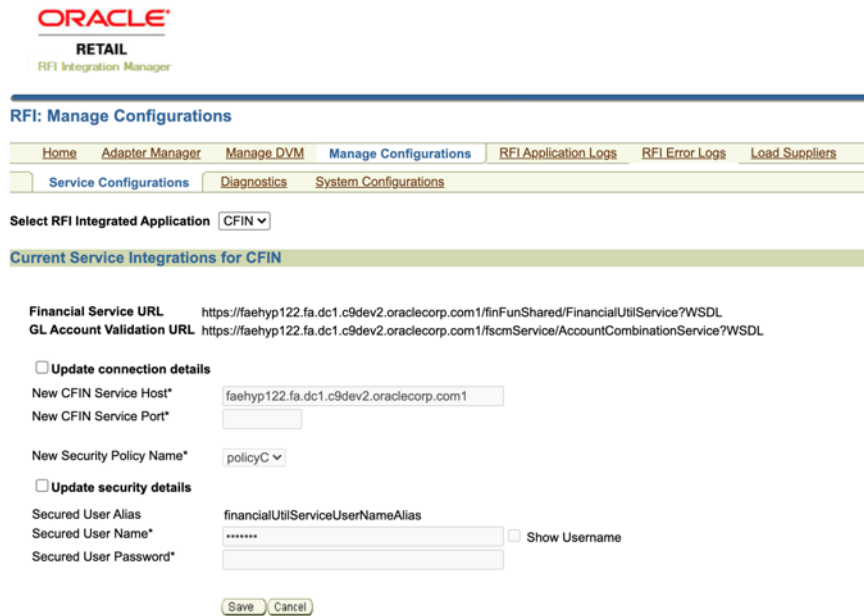 ORACLE
RETAIL
RFI Integration Manager
RFI: Manage Configurations
Home Adapter Manager Manage DVM Manage Configurations RFI Application Logs RFI Error Logs Load Suppliers
Service Configurations Diagnostics System Configurations
Select RFI Integrated Application CFIN
Current Service Integrations for CFIN
Financial Service URL https://faehyp122.fa.dc1.c9dev2.oraclecorp.com1/finFunShared/FinancialUtilService?WSDL
GL Account Validation URL https://faehyp122.fa.dc1.c9dev2.oraclecorp.com1/fscmService/AccountCombinationService?WSDL
Update connection details
New CFIN Service Host* faehyp122.fa.dc1.c9dev2.oraclecorp.com1
New CFIN Service Port*
New Security Policy Name* policyC
Update security details
Secured User Alias financialUtilServiceUserNameAlias
Secured User Name* ••••••• Show Username
Secured User Password*
Save Cancel